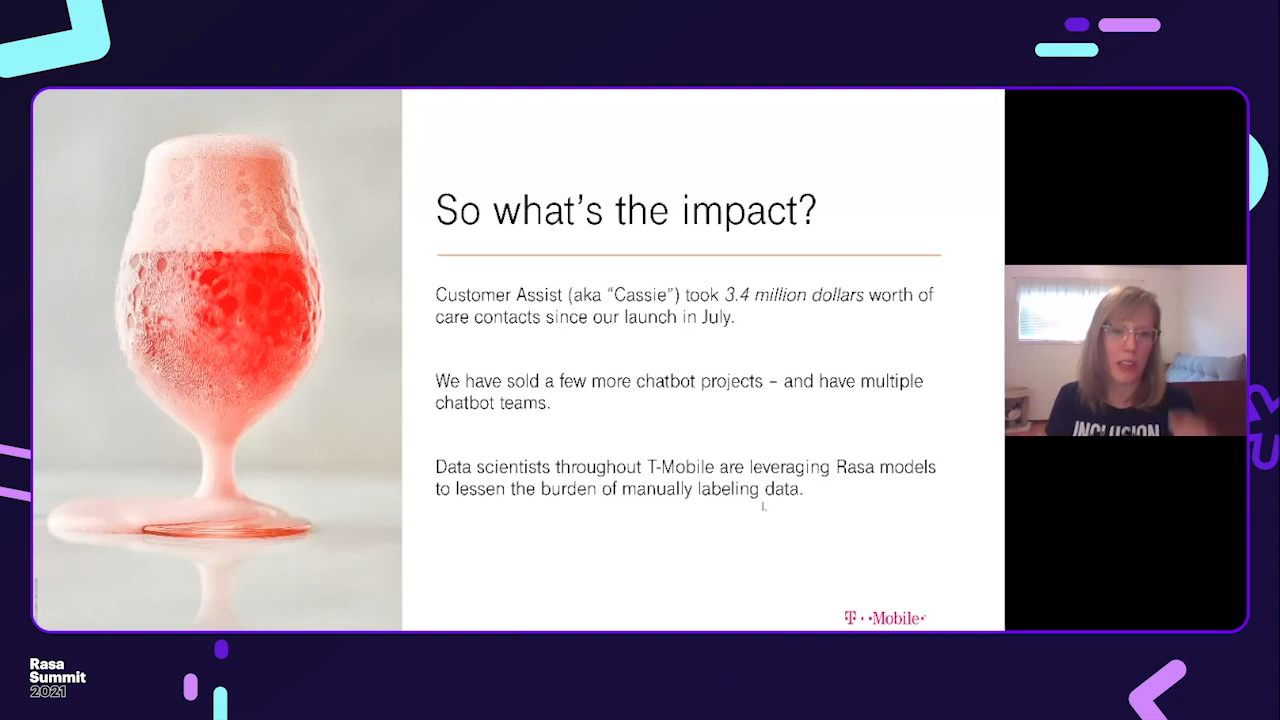 So what's the impact?
Customer Assist (aka “Cassie”) took 3.4 million dollars worth of
care contacts since our launch in July.
We have sold a few more chatbot projects – and have multiple
chatbot teams.
Data scientists throughout T-Mobile are leveraging Rasa models
to lessen the burden of manually labeling data.
T··Mobile·
INCLUSION
Rasa
Summit
2021